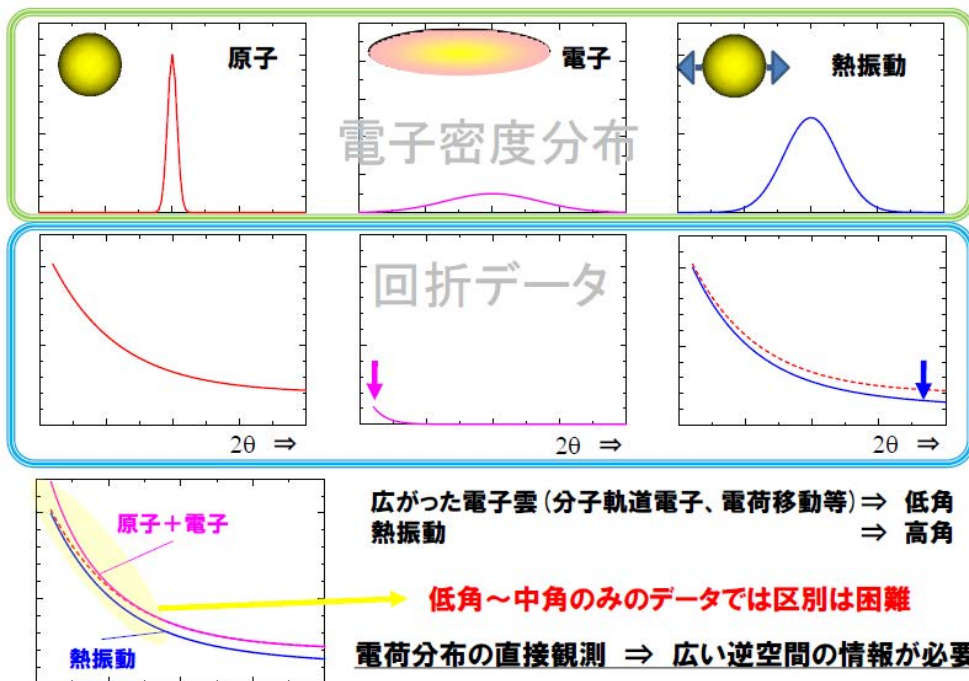 原子
電子
熱振動
電子密度分布
回折データ
2θ ⇒
2θ ⇒
2θ ⇒
原子+電子
熱振動
広がった電子雲(分子軌道電子、電荷移動等)⇒ 低角
熱振動 ⇒ 高角
低角~中角のみのデータでは区別は困難
電荷分布の直接観測 ⇒ 広い逆空間の情報が必要